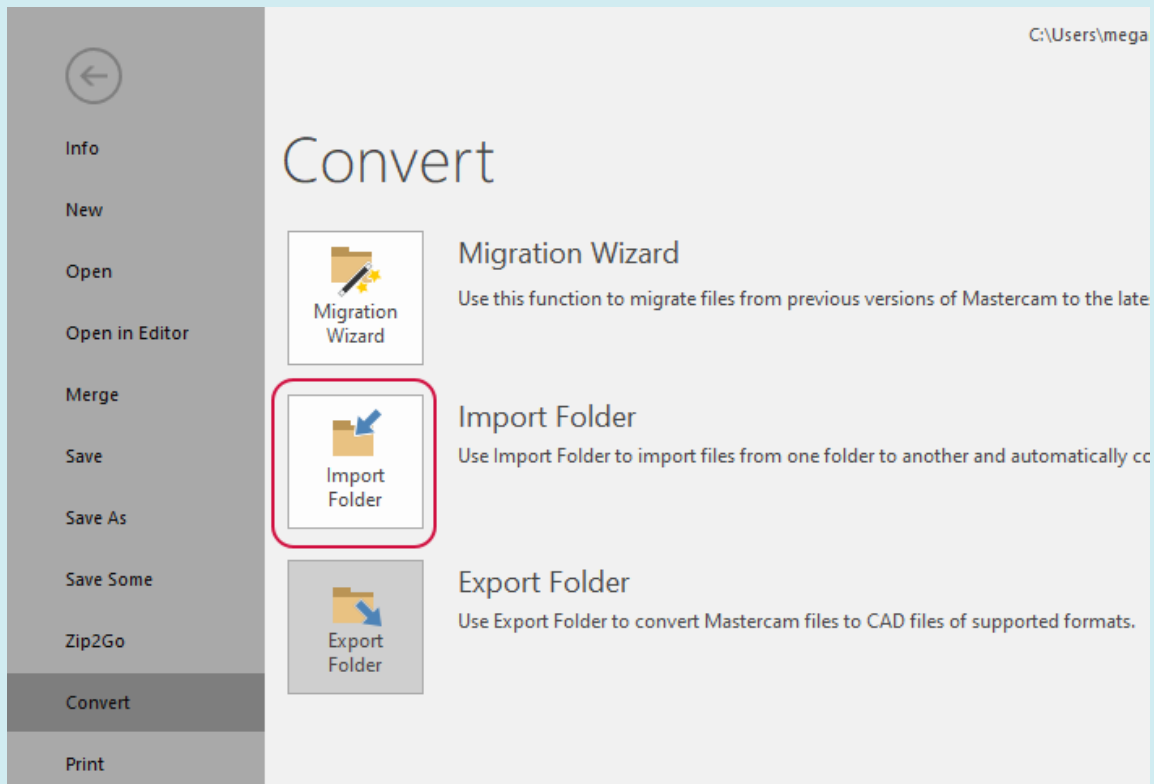 C:\Users\mega
Info
New
Open
Open in Editor
Merge
Save
Save As
Save Some
Zip2Go
Convert
Print
Convert
Migration
Wizard
Migration Wizard
Use this function to migrate files from previous versions of Mastercam to the
Import
Folder
Import Folder
Use Import Folder to import files from one folder to another and automatically
Export
Folder
Export Folder
Use Export Folder to convert Mastercam files to CAD files of supported formats.